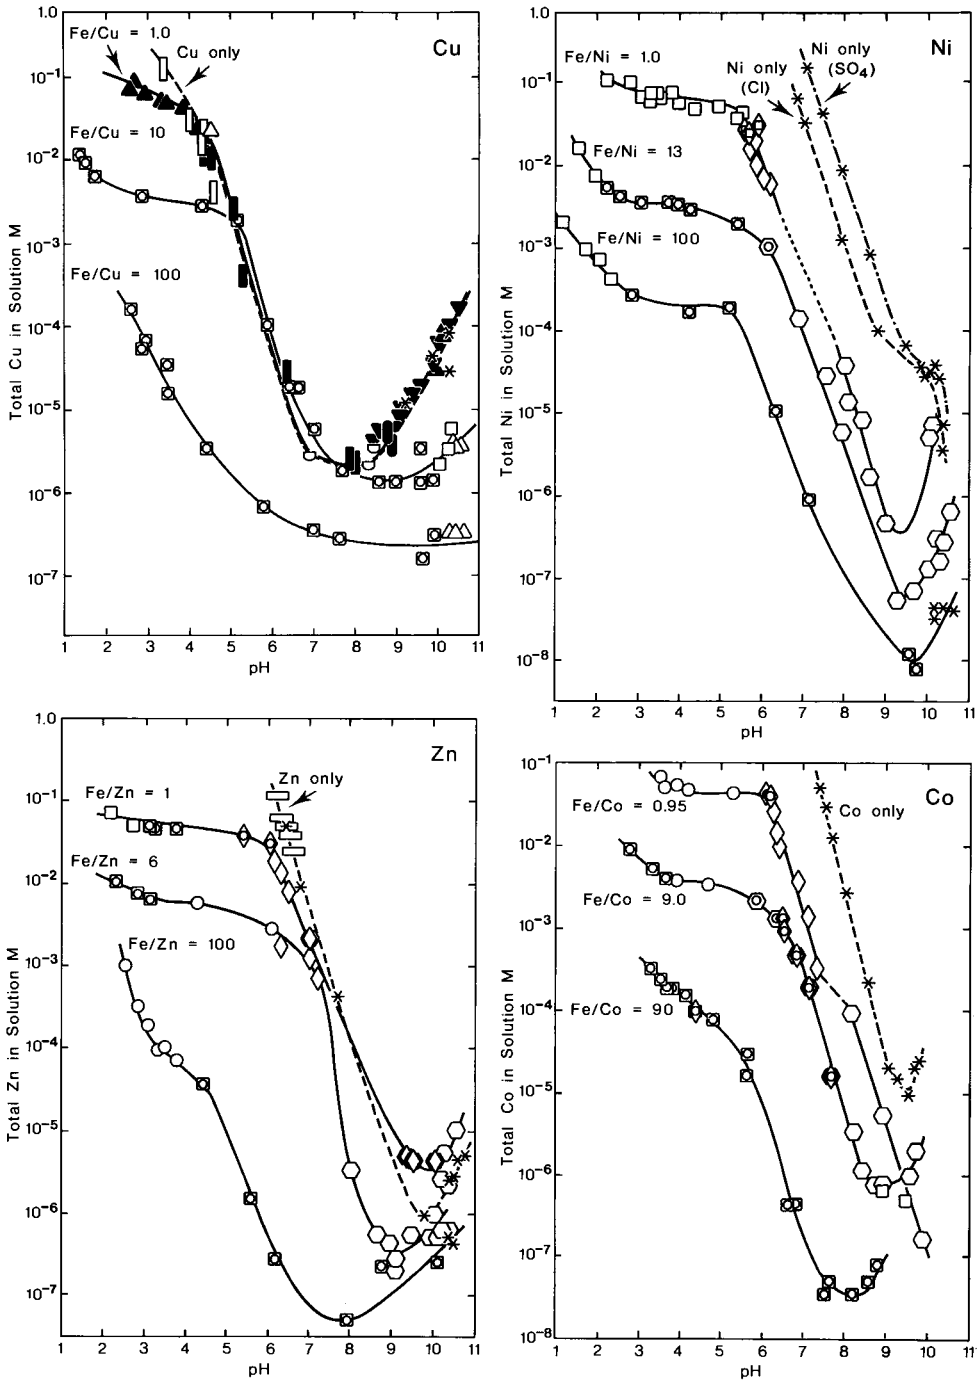 Cu
Fe/Cu = 1.0
Cu only
Fe/Cu = 10
Fe/Cu = 100
1.0
10⁻¹
10⁻²
10⁻³
10⁻⁴
10⁻⁵
10⁻⁶
10⁻⁷
Total Cu in Solution M
1 2 3 4 5 6 7 8 9 10 11
pH
Ni
Fe/Ni = 1.0
Ni only (SO₄)
Ni only (Cl)
Fe/Ni = 13
Fe/Ni = 100
1.0
10⁻¹
10⁻²
10⁻³
10⁻⁴
10⁻⁵
10⁻⁶
10⁻⁷
10⁻⁸
Total Ni in Solution M
1 2 3 4 5 6 7 8 9 10 11
pH
Zn
Zn only
Fe/Zn = 1
Fe/Zn = 6
Fe/Zn = 100
1.0
10⁻¹
10⁻²
10⁻³
10⁻⁴
10⁻⁵
10⁻⁶
10⁻⁷
Total Zn in Solution M
1 2 3 4 5 6 7 8 9 10 11
pH
Co
Fe/Co = 0.95
Co only
Fe/Co = 9.0
Fe/Co = 90
10⁻¹
10⁻²
10⁻³
10⁻⁴
10⁻⁵
10⁻⁶
10⁻⁷
10⁻⁸
Total Co in Solution M
1 2 3 4 5 6 7 8 9 10 11
pH